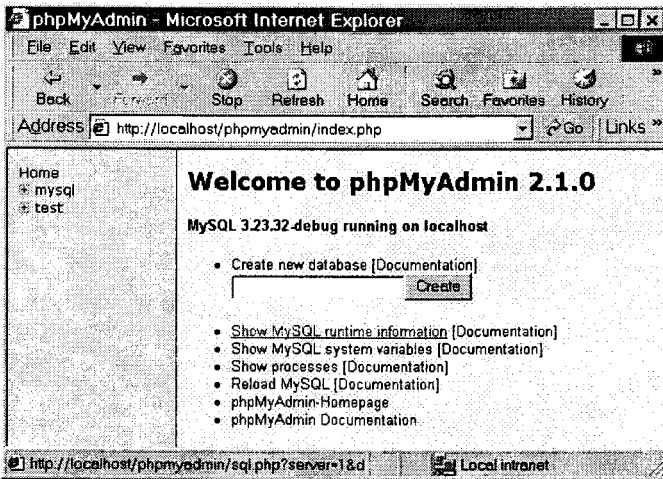 phpMyAdmin - Microsoft Internet Explorer
File Edit View Favorites Tools Help
Back Forward Stop Refresh Home Search Favorites History »
Address http://localhost/phpmyadmin/index.php Go Links »
Home
mysql
test
Welcome to phpMyAdmin 2.1.0
MySQL 3.23.32-debug running on localhost
Create new database [Documentation]
Create
Show MySQL runtime information [Documentation]
Show MySQL system variables [Documentation]
Show processes [Documentation]
Reload MySQL [Documentation]
phpMyAdmin-Homepage
phpMyAdmin Documentation
http://localhost/phpmyadmin/sql.php?server=1&d Local intranet